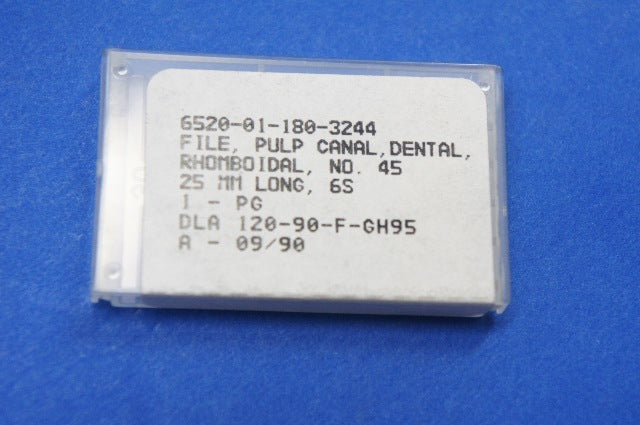 6520-01-180-3244
FILE, PULP CANAL,DENTAL,
RHOMBOIDAL, NO. 45
25 MM LONG, 6S
1 - PG
DLA 120-90-F-GH95
A - 09/90